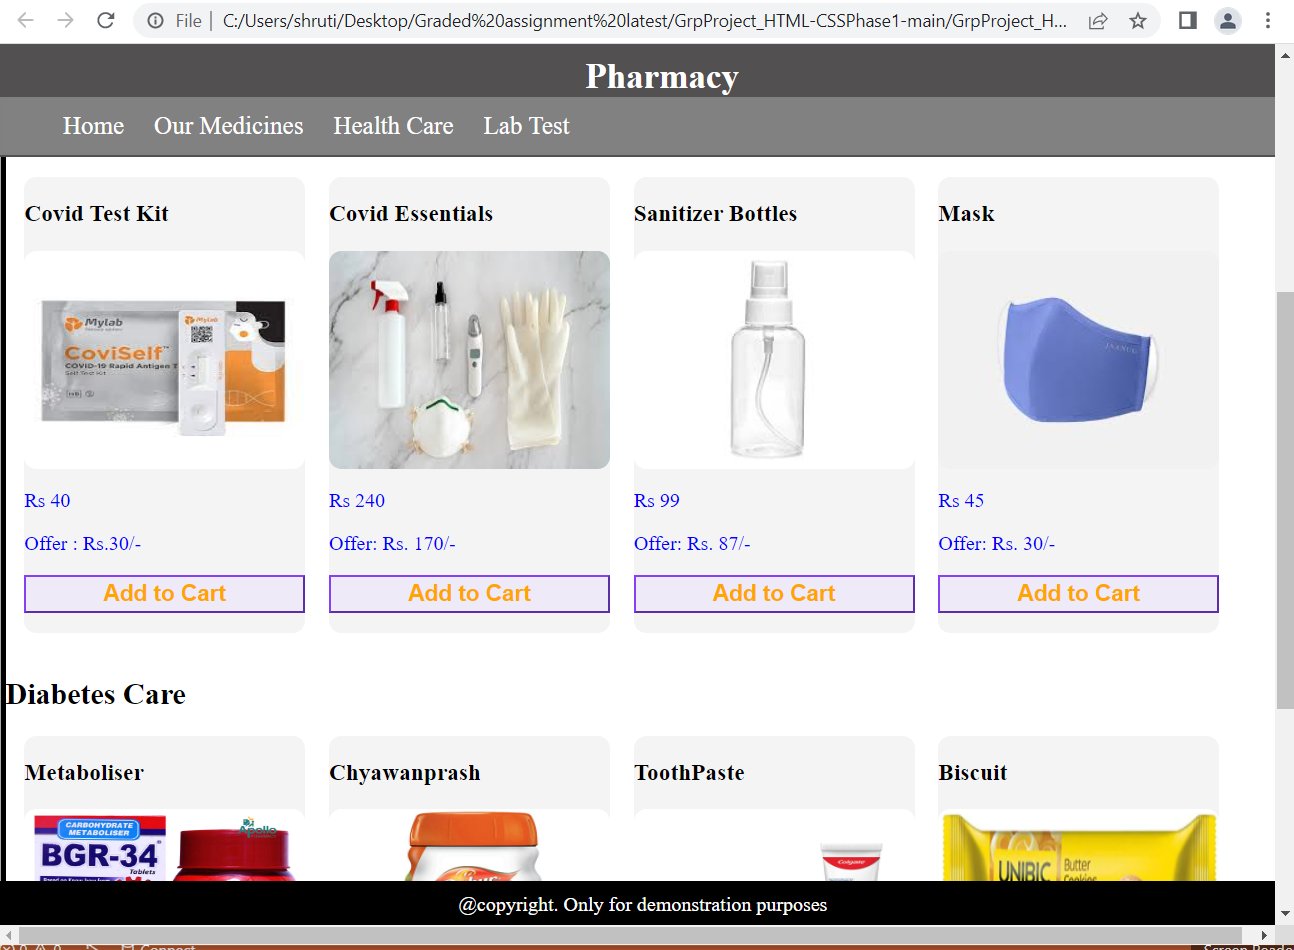 File | C:/Users/shruti/Desktop/Graded%20assignment%20latest/GrpProject_HTML-CSSPhase1-main/GrpProject_H...
Pharmacy
Home Our Medicines Health Care Lab Test
Covid Test Kit Covid Essentials Sanitizer Bottles Mask
Mylab
Mylab
CoviSelf™
COVID-19 Rapid Antigen T
Self Test Kit
Rs 40 Rs 240 Rs 99 Rs 45
Offer : Rs.30/- Offer: Rs. 170/- Offer: Rs. 87/- Offer: Rs. 30/-
Add to Cart Add to Cart Add to Cart Add to Cart
Diabetes Care
Metaboliser Chyawanprash ToothPaste Biscuit
CARBOHYDRATE
METABOLISER
BGR-34
Tablets
Apollo
Colgate
UNIBIC
Butter
Cookies
@copyright. Only for demonstration purposes